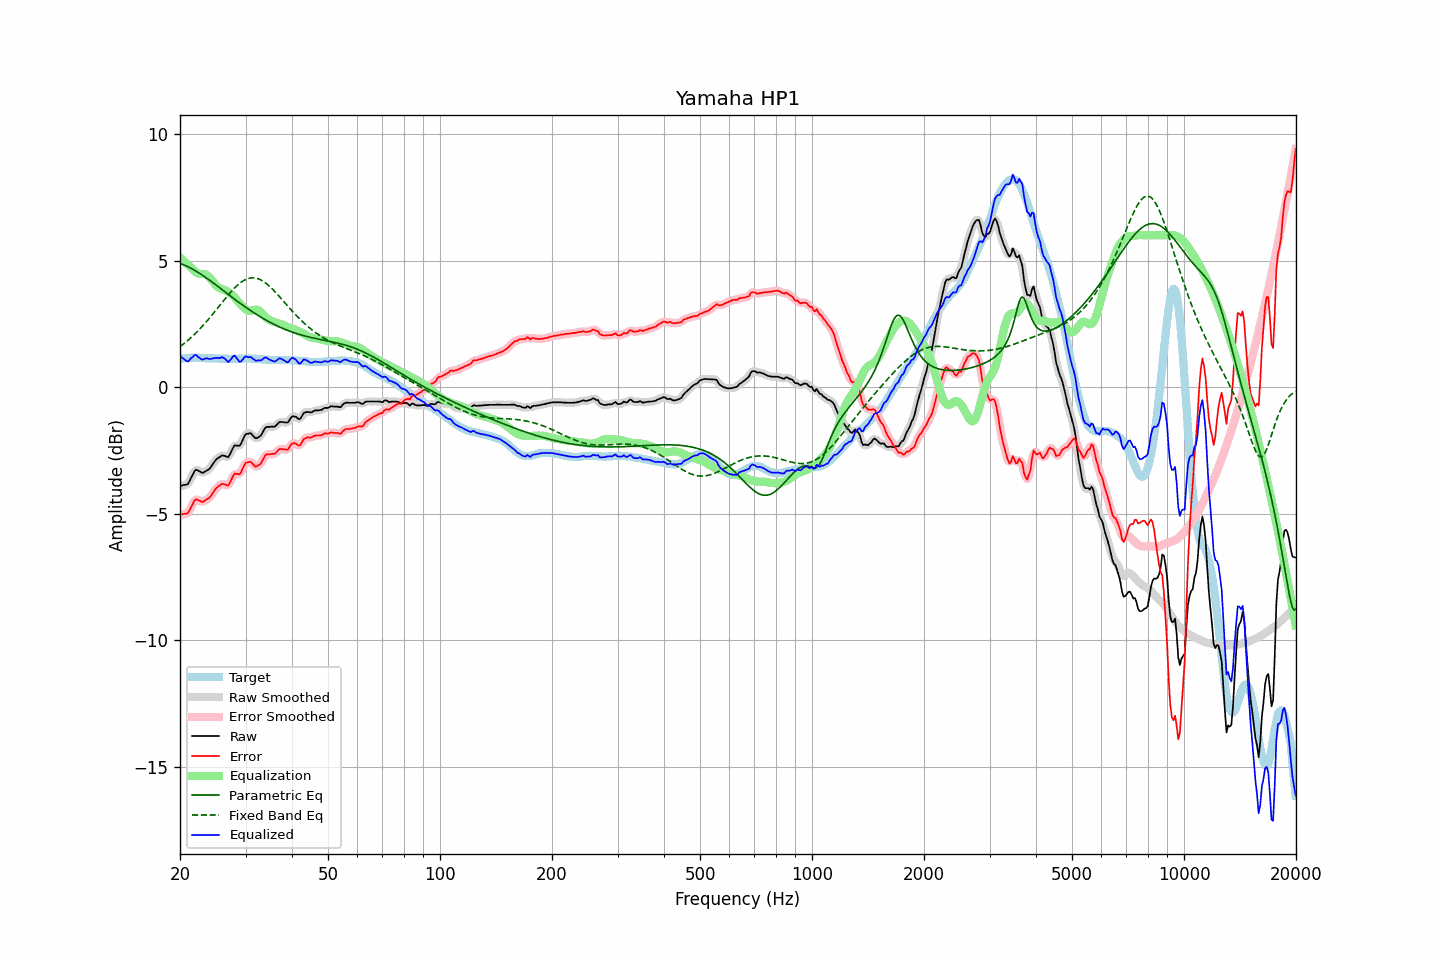 Yamaha HP1
10
5
0
−5
−10
−15
Amplitude (dBr)
Target
Raw Smoothed
Error Smoothed
Raw
Error
Equalization
Parametric Eq
Fixed Band Eq
Equalized
20 50 100 200 500 1000 2000 5000 10000 20000
Frequency (Hz)